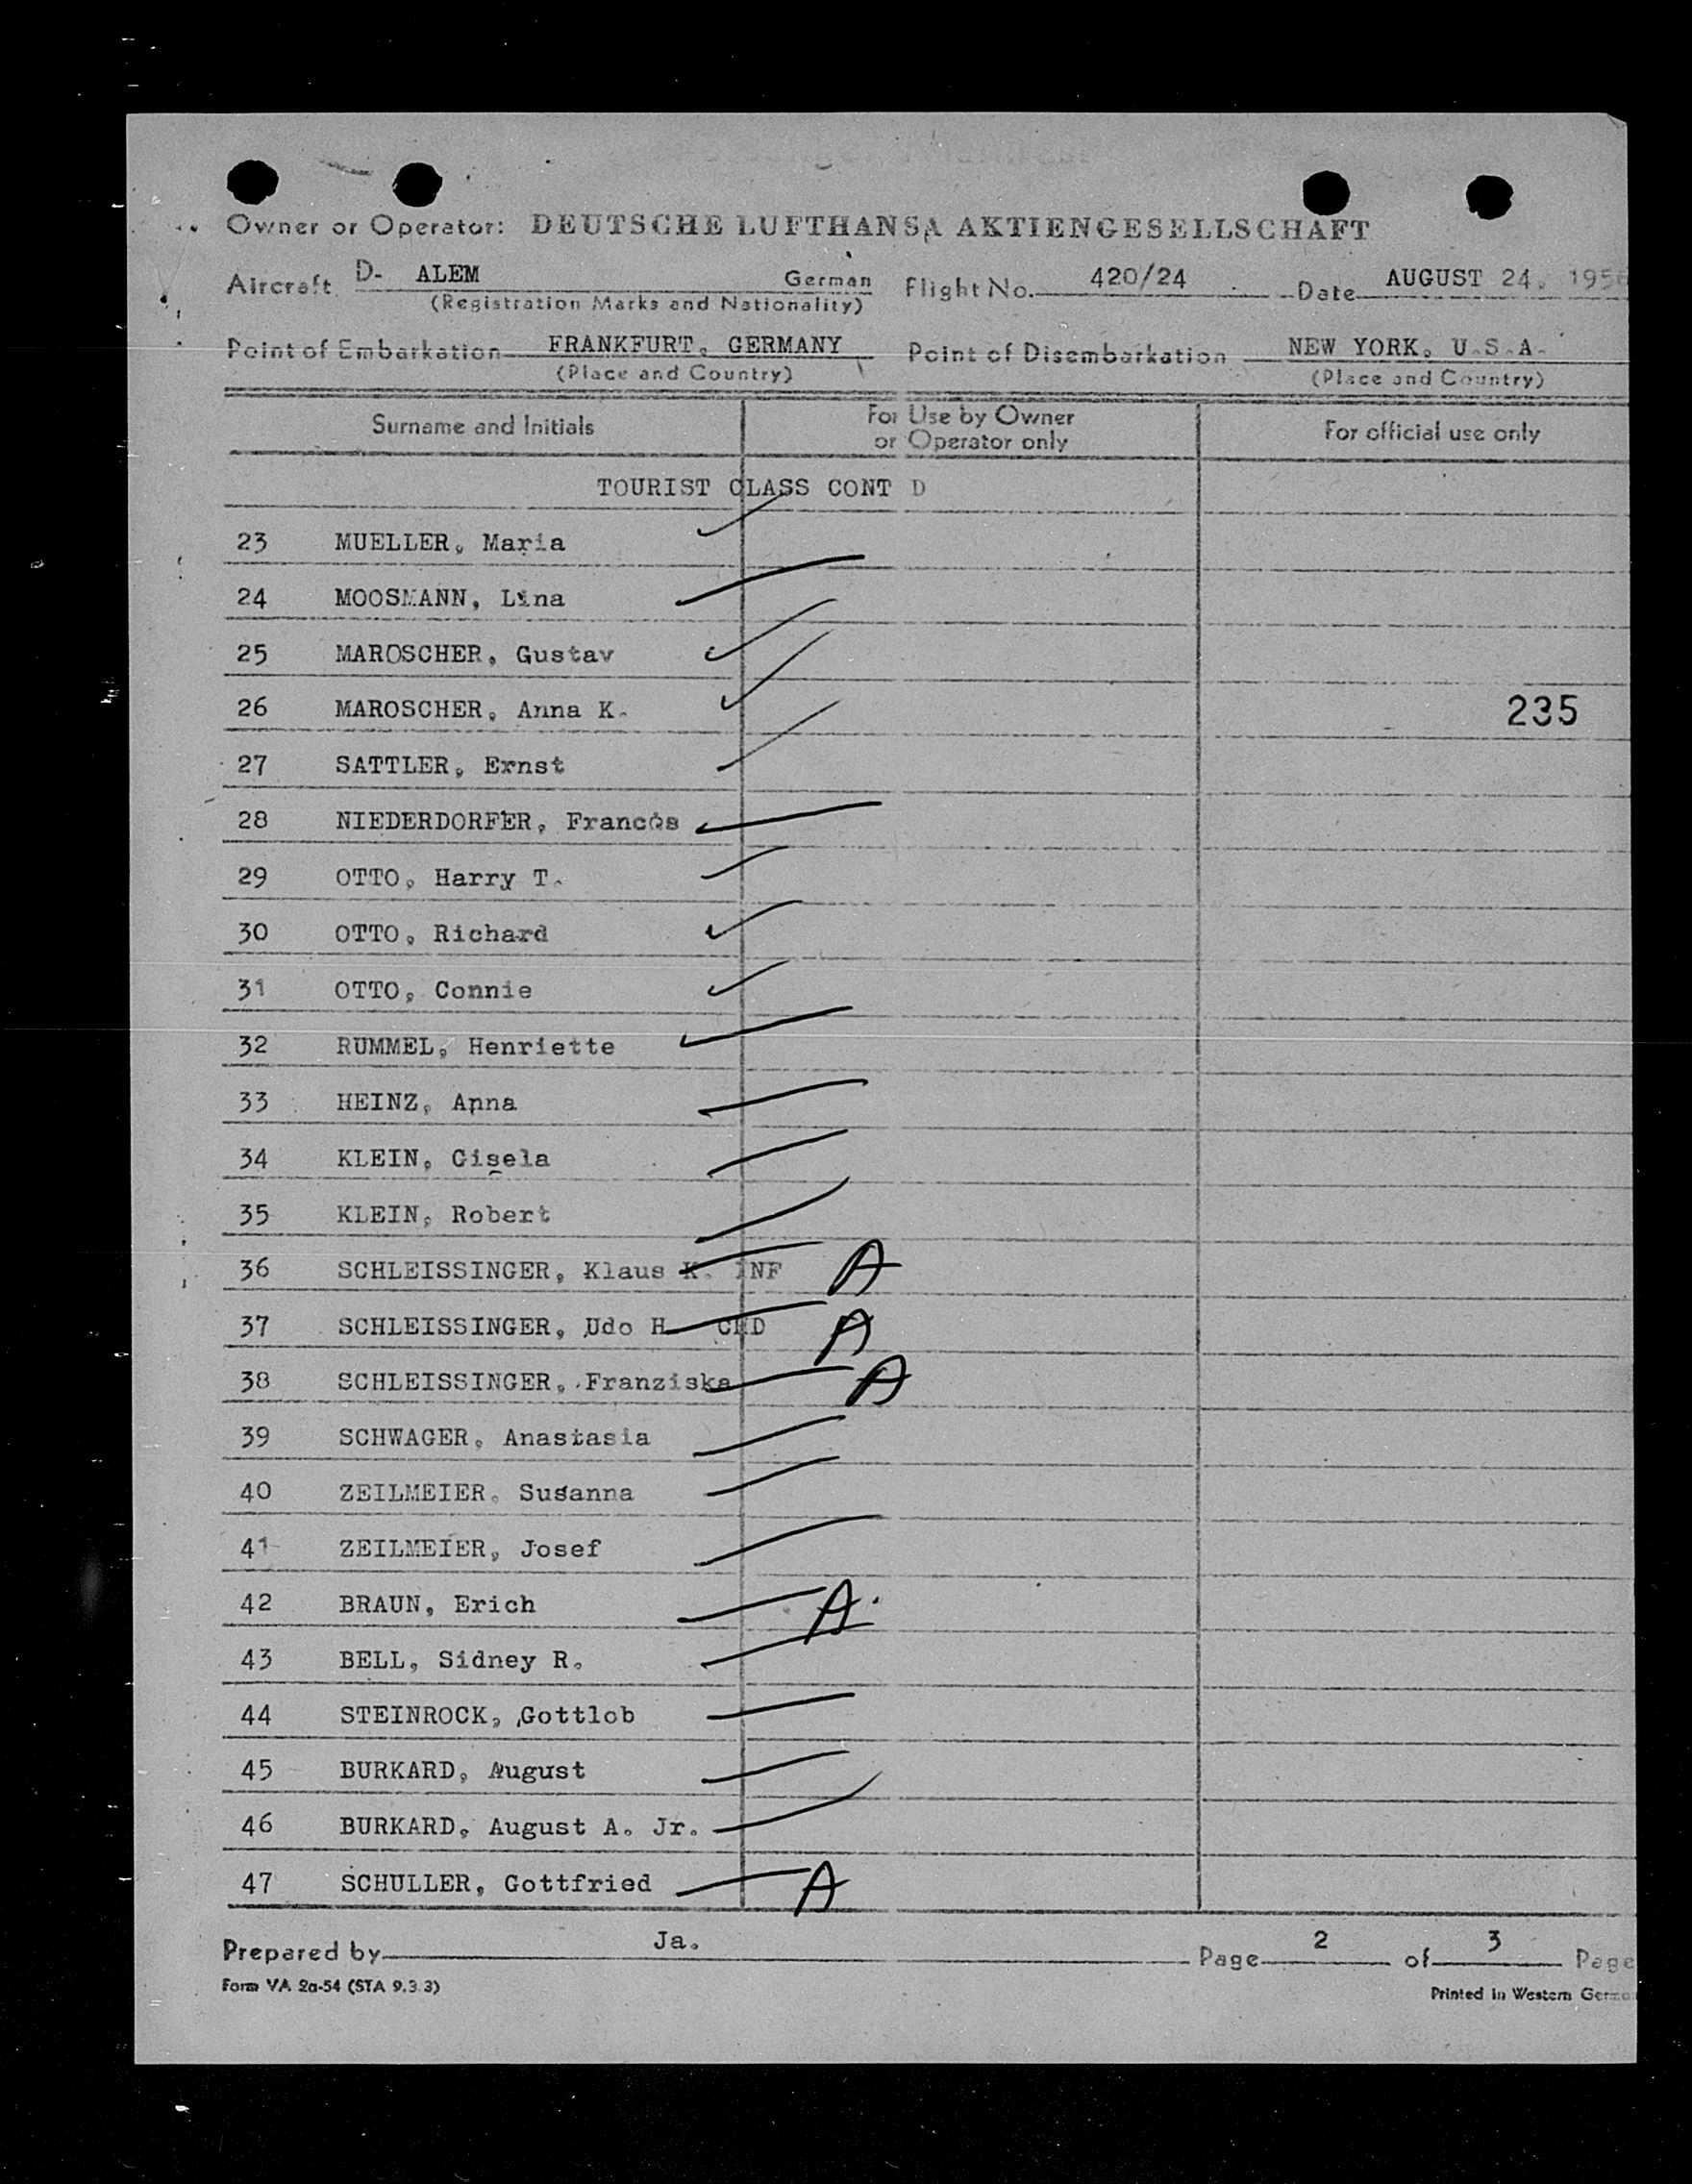 Owner or Operator: DEUTSCHE LUFTHANSA AKTIENGESELLSCHAFT
Aircraft D- ALEM German Flight No. 420/24 Date AUGUST 24. 1956
(Registration Marks and Nationality)
Point of Embarkation FRANKFURT, GERMANY Point of Disembarkation NEW YORK, U.S.A.
(Place and Country) (Place and Country)
Surname and Initials For Use by Owner or Operator only For official use only
TOURIST CLASS CONT D
23 MUELLER, Maria
24 MOOSMANN, Lina
25 MAROSCHER, Gustav
26 MAROSCHER, Anna K. 235
27 SATTLER, Ernst
28 NIEDERDORFER, Frances
29 OTTO, Harry T.
30 OTTO, Richard
31 OTTO, Connie
32 RUMMEL, Henriette
33 HEINZ, Anna
34 KLEIN, Gisela
35 KLEIN, Robert
36 SCHLEISSINGER, Klaus K. INF A
37 SCHLEISSINGER, Udo H. CHD A
38 SCHLEISSINGER, Franziska A
39 SCHWAGER, Anastasia
40 ZEILMEIER, Susanna
41 ZEILMEIER, Josef
42 BRAUN, Erich A
43 BELL, Sidney R.
44 STEINROCK, Gottlob
45 BURKARD, August
46 BURKARD, August A. Jr.
47 SCHULLER, Gottfried A
Prepared by Ja. Page 2 of 3 Page
Form VA 2a-54 (STA 9.3.3) Printed in Western